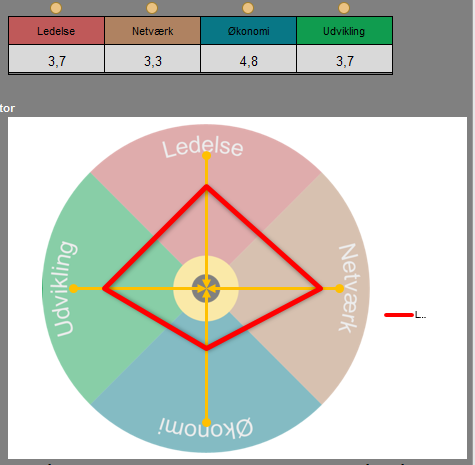 Ledelse Netværk Økonomi Udvikling
3,7 3,3 4,8 3,7
tor
Ledelse
Udvikling
Netværk
L..
Økonomi